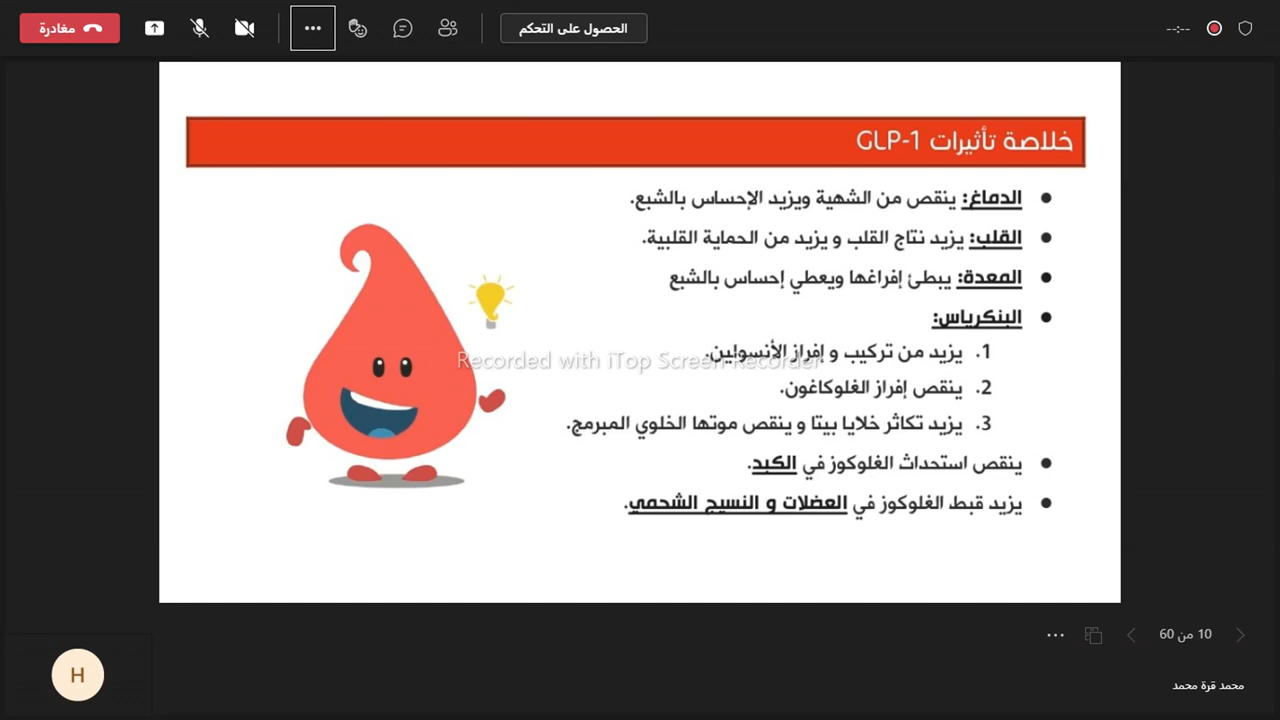 مغادرة
الحصول على التحكم
--:--
خلاصة تأثيرات GLP-1
● الدماغ: ينقص من الشهية ويزيد الإحساس بالشبع.
● القلب: يزيد نتاج القلب و يزيد من الحماية القلبية.
● المعدة: يبطئ إفراغها ويعطي إحساس بالشبع
● البنكرياس:
1. يزيد من تركيب و إفراز الأنسولين.
2. ينقص إفراز الغلوكاغون.
3. يزيد تكاثر خلايا بيتا و ينقص موتها الخلوي المبرمج.
● ينقص استحداث الغلوكوز في الكبد.
● يزيد قبط الغلوكوز في العضلات و النسيج الشحمي.
Recorded with iTop Screen Recorder
10 من 60
H
محمد قرة محمد